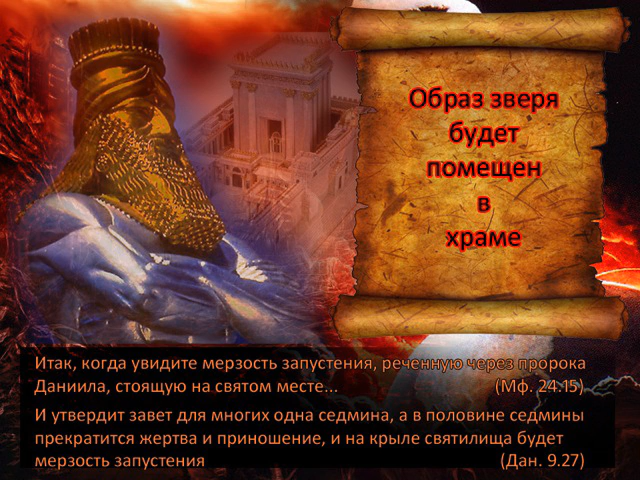 Образ зверя
будет
помещен
в
храме
Итак, когда увидите мерзость запустения, реченную через пророка
Даниила, стоящую на святом месте... (Мф. 24.15)
И утвердит завет для многих одна седмина, а в половине седмины
прекратится жертва и приношение, и на крыле святилища будет
мерзость запустения (Дан. 9.27)